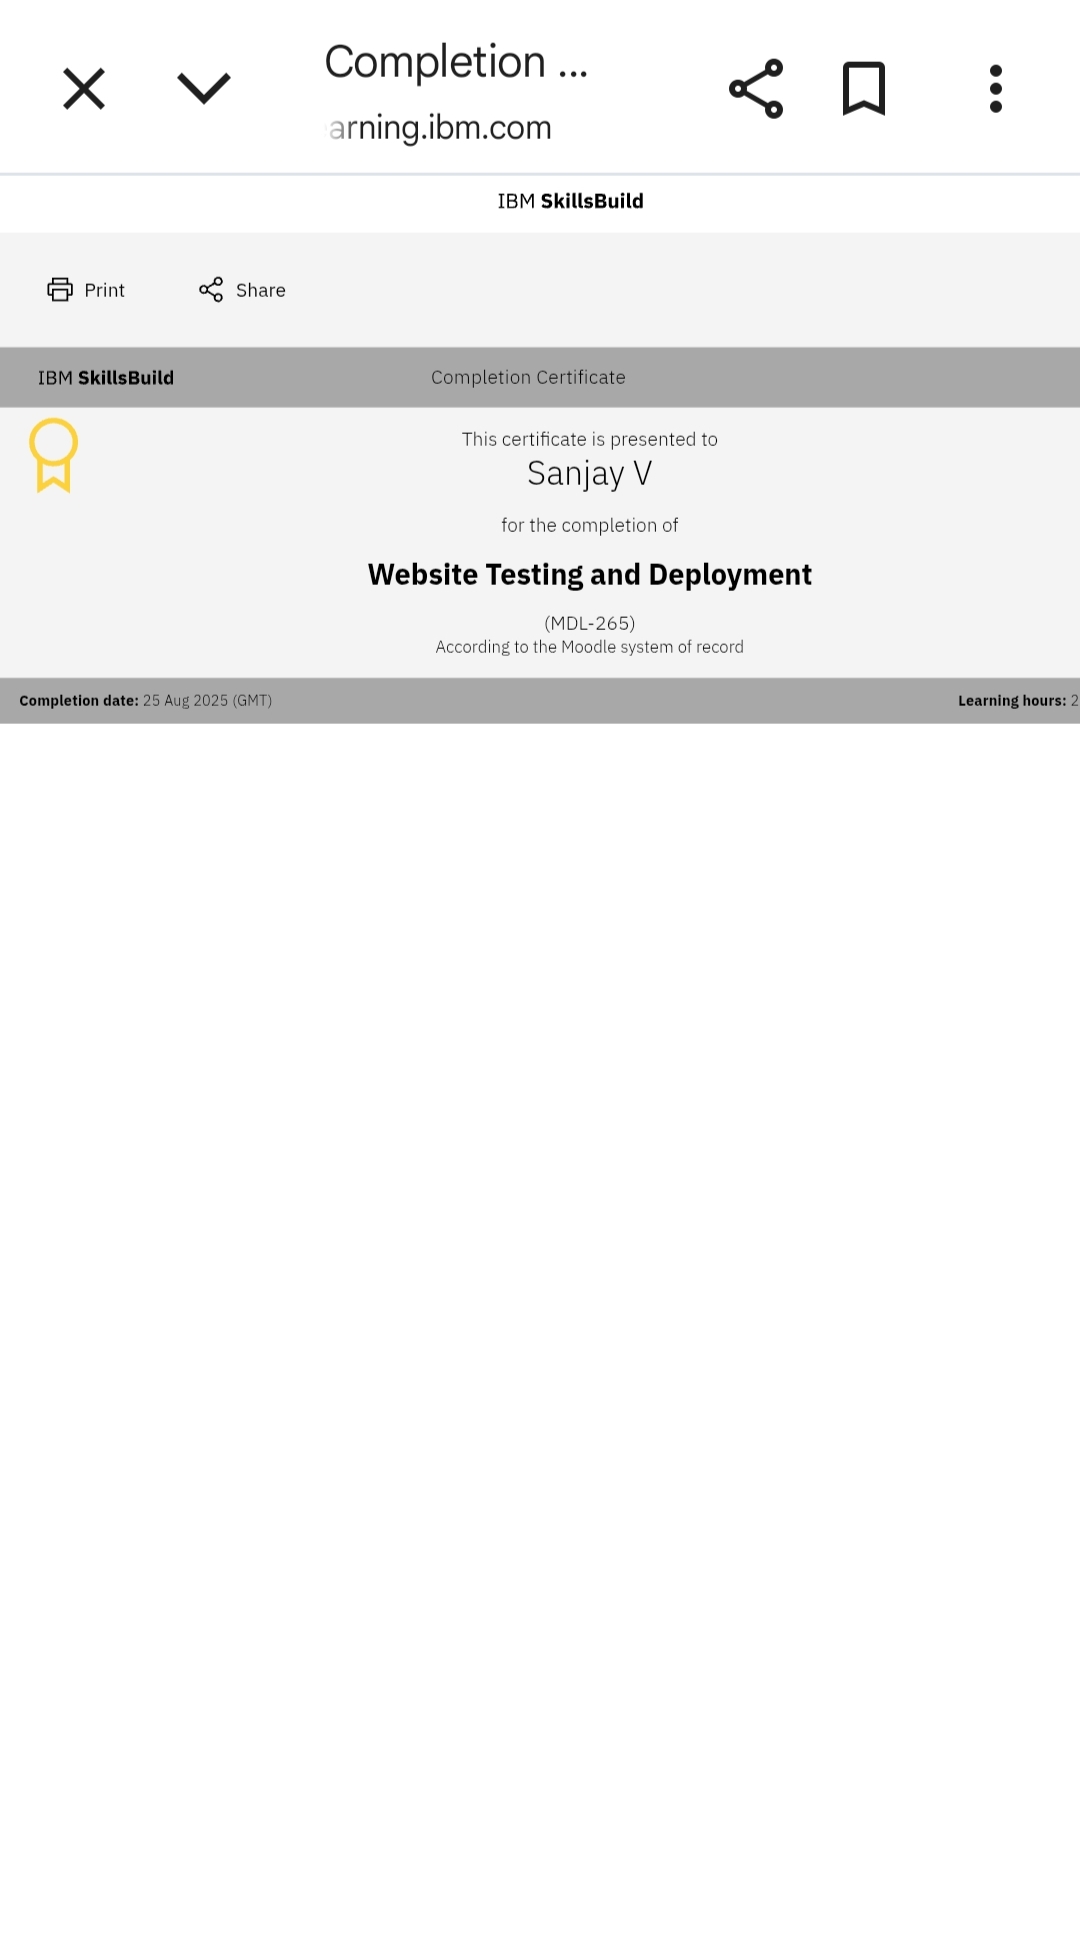 Completion ...
arning.ibm.com
IBM SkillsBuild
Print Share
IBM SkillsBuild Completion Certificate
This certificate is presented to
Sanjay V
for the completion of
Website Testing and Deployment
(MDL-265)
According to the Moodle system of record
Completion date: 25 Aug 2025 (GMT) Learning hours: 2